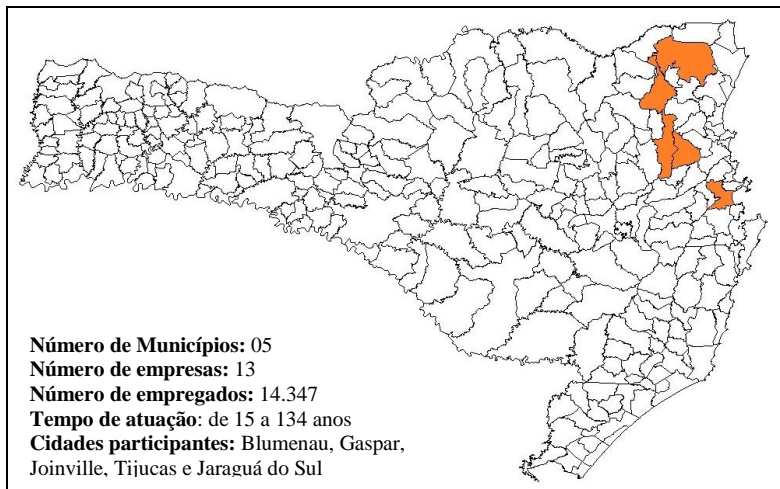 Número de Municípios: 05
Número de empresas: 13
Número de empregados: 14.347
Tempo de atuação: de 15 a 134 anos
Cidades participantes: Blumenau, Gaspar,
Joinville, Tijucas e Jaraguá do Sul